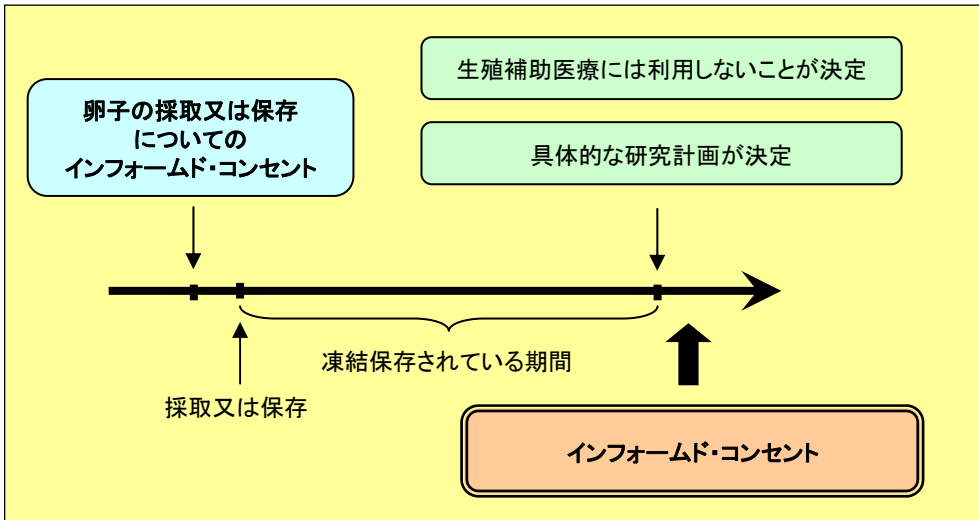 卵子の採取又は保存
についての
インフォームド・コンセント
生殖補助医療には利用しないことが決定
具体的な研究計画が決定
凍結保存されている期間
採取又は保存
インフォームド・コンセント